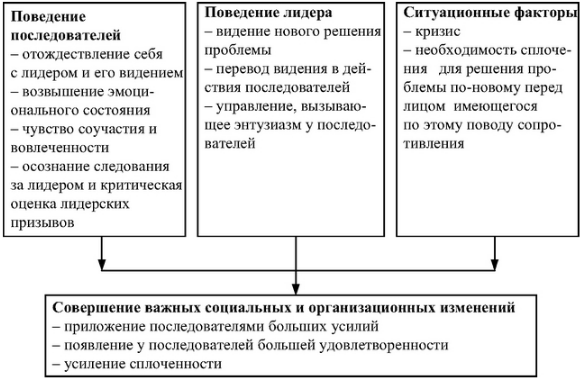 Поведение
последователей
– отождествление себя
с лидером и его видением
– возвышение эмоци-
онального состояния
– чувство соучастия и
вовлеченности
– осознание следования
за лидером и критическая
оценка лидерских
призывов
Поведение лидера
– видение нового решения
проблемы
– перевод видения в дей-
ствия последователей
– управление, вызываю-
щее энтузиазм у последо-
вателей
Ситуационные факторы
– кризис
– необходимость сплоче-
ния для решения про-
блемы по-новому перед
лицом имеющегося
по этому поводу сопро-
тивления
Совершение важных социальных и организационных изменений
– приложение последователями больших усилий
– появление у последователей большей удовлетворенности
– усиление сплоченности